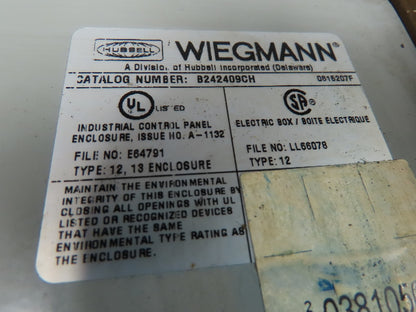 HUBBELL
WIEGMANN®
A Division of Hubbell Incorporated (Delaware)
CATALOG NUMBER: B242409CH 0615207F
UL LISTED
INDUSTRIAL CONTROL PANEL
ENCLOSURE, ISSUE NO. A-1132
FILE NO: E64791
TYPE: 12, 13 ENCLOSURE
SA
ELECTRIC BOX / BOITE ELECTRIQUE
FILE NO: LL66078
TYPE: 12
MAINTAIN THE ENVIRONMENTAL
INTEGRITY OF THIS ENCLOSURE BY
CLOSING ALL OPENINGS WITH UL
LISTED OR RECOGNIZED DEVICES
THAT HAVE THE SAME
ENVIRONMENTAL TYPE RATING AS
THE ENCLOSURE.